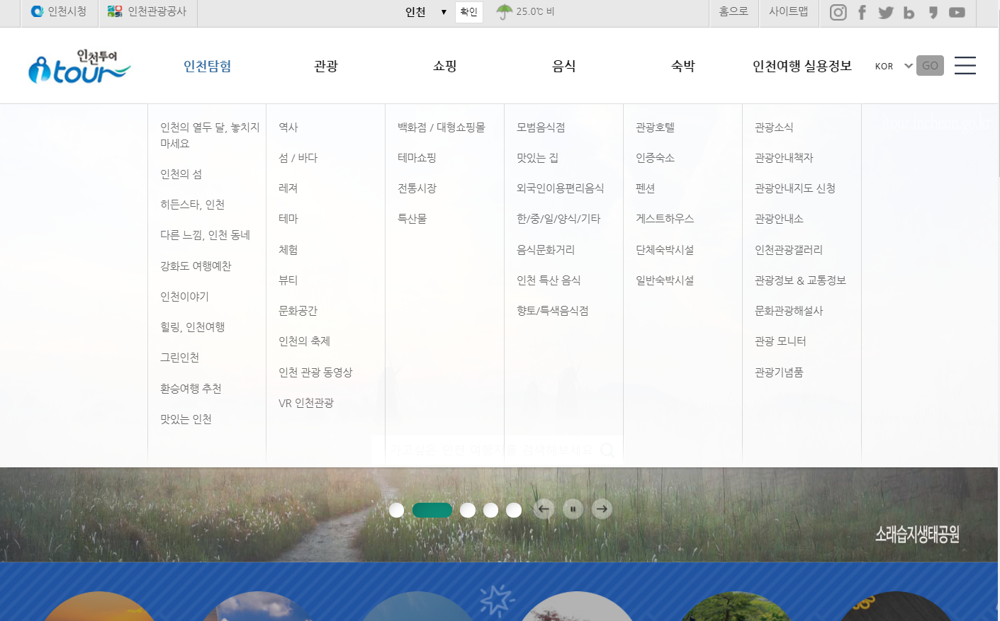 인천시청
인천관광공사
인천
확인
25.0℃ 비
홈으로
사이트맵
인천투어
itour
인천탐험
관광
쇼핑
음식
숙박
인천여행 실용정보
KOR
GO
인천의 열두 달, 놓치지
마세요
인천의 섬
히든스타, 인천
다른 느낌, 인천 동네
강화도 여행예찬
인천이야기
힐링, 인천여행
그린인천
환승여행 추천
맛있는 인천
역사
섬 / 바다
레져
테마
체험
뷰티
문화공간
인천의 축제
인천 관광 동영상
VR 인천관광
백화점 / 대형쇼핑몰
테마쇼핑
전통시장
특산물
모범음식점
맛있는 집
외국인이용편리음식
한/중/일/양식/기타
음식문화거리
인천 특산 음식
향토/특색음식점
관광호텔
인증숙소
펜션
게스트하우스
단체숙박시설
일반숙박시설
관광소식
관광안내책자
관광안내지도 신청
관광안내소
인천관광갤러리
관광정보 & 교통정보
문화관광해설사
관광 모니터
관광기념품
가고싶은 인천 여행지를 검색해보세요
소래습지생태공원